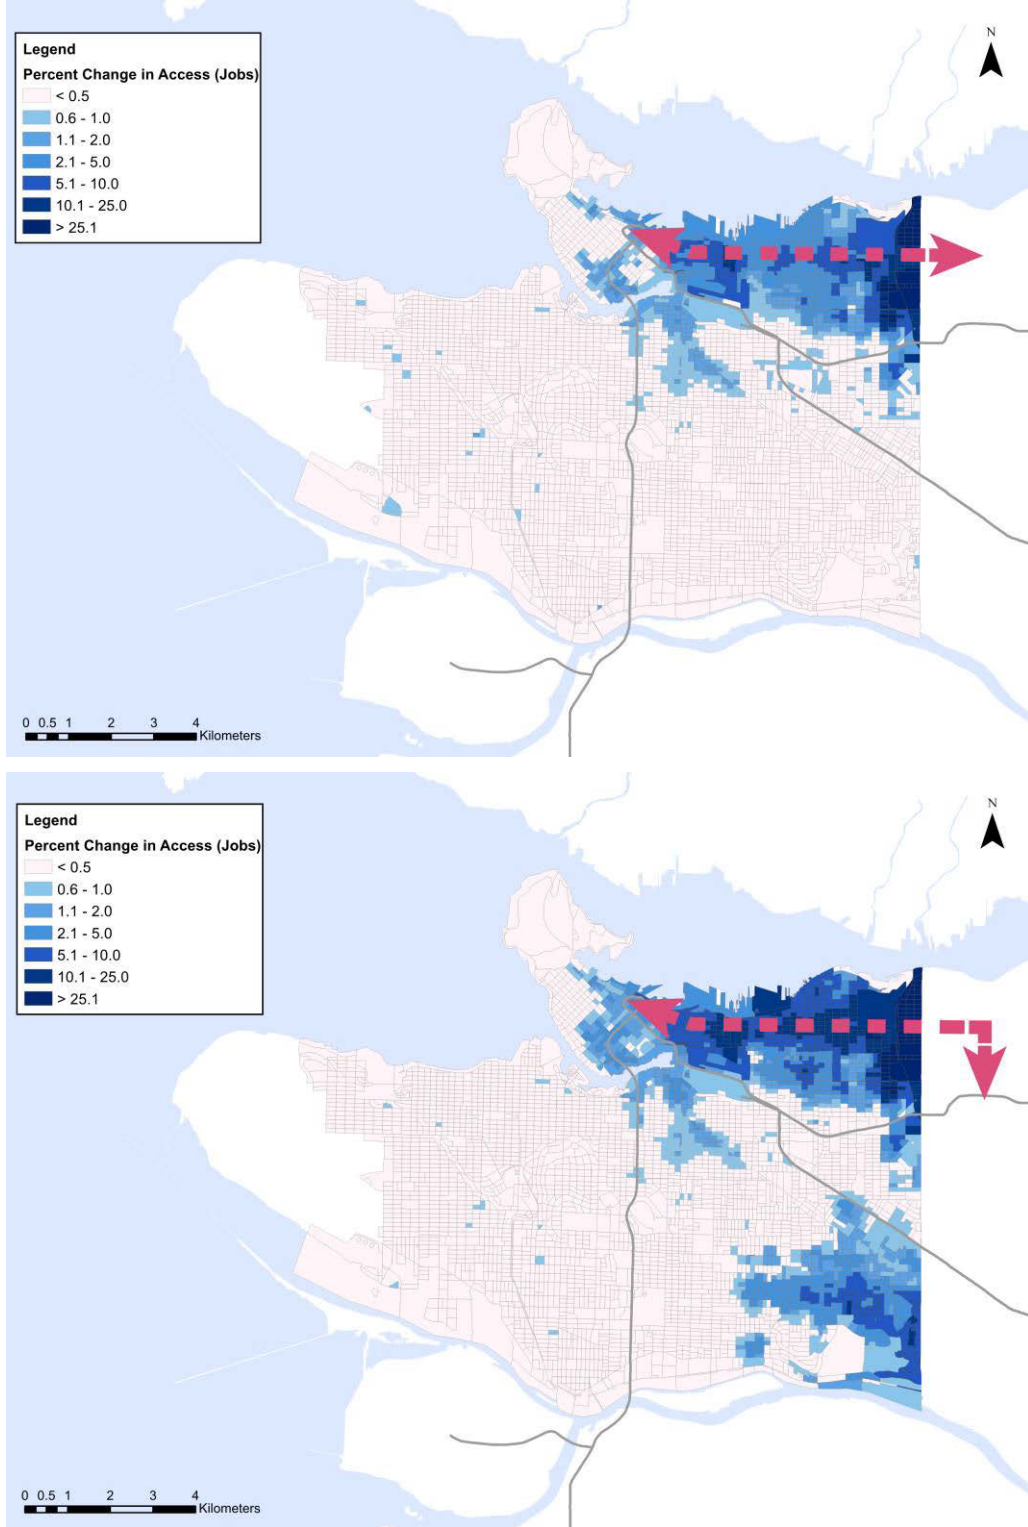 N
Legend
Percent Change in Access (Jobs)
< 0.5
0.6 - 1.0
1.1 - 2.0
2.1 - 5.0
5.1 - 10.0
10.1 - 25.0
> 25.1
0 0.5 1 2 3 4
Kilometers
N
Legend
Percent Change in Access (Jobs)
< 0.5
0.6 - 1.0
1.1 - 2.0
2.1 - 5.0
5.1 - 10.0
10.1 - 25.0
> 25.1
0 0.5 1 2 3 4
Kilometers